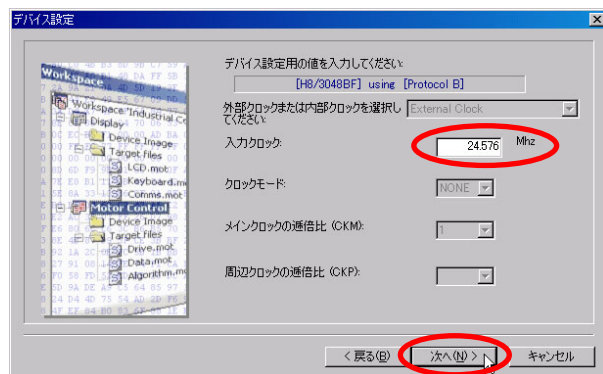 デバイス設定
デバイス設定用の値を入力してください:
[H8/3048BF] using [Protocol B]
外部クロックまたは内部クロックを選択し
てください:
External Clock
入力クロック:
24.576
Mhz
クロックモード:
NONE
メインクロックの逓倍比 (CKM):
1
周辺クロックの逓倍比 (CKP):
Workspace
Workspace "Industrial Co
Display
Device Image
Target files
LCD.mot
Keyboard.m
Comms.mot
Motor Control
Device Image
Target files
Drive.mot
Data.mot
Algorithm.m
< 戻る(B)
次へ(N) >
キャンセル